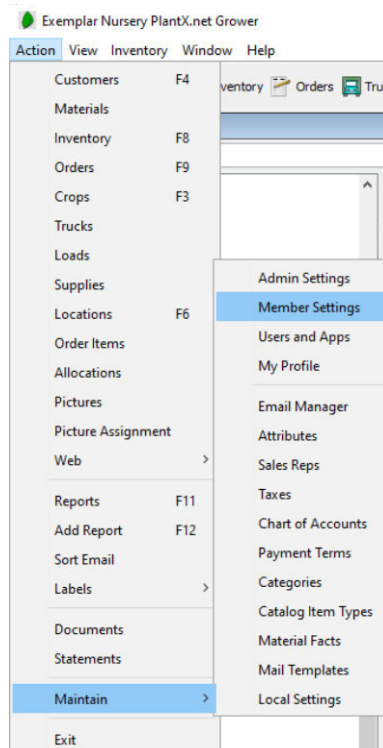 Exemplar Nursery PlantX.net Grower
Action View Inventory Window Help
Customers F4
Materials
Inventory F8
Orders F9
Crops F3
Trucks
Loads
Supplies
Locations F6
Order Items
Allocations
Pictures
Picture Assignment
Web >
Reports F11
Add Report F12
Sort Email
Labels >
Documents
Statements
Maintain >
Exit
Orders
Admin Settings
Member Settings
Users and Apps
My Profile
Email Manager
Attributes
Sales Reps
Taxes
Chart of Accounts
Payment Terms
Categories
Catalog Item Types
Material Facts
Mail Templates
Local Settings